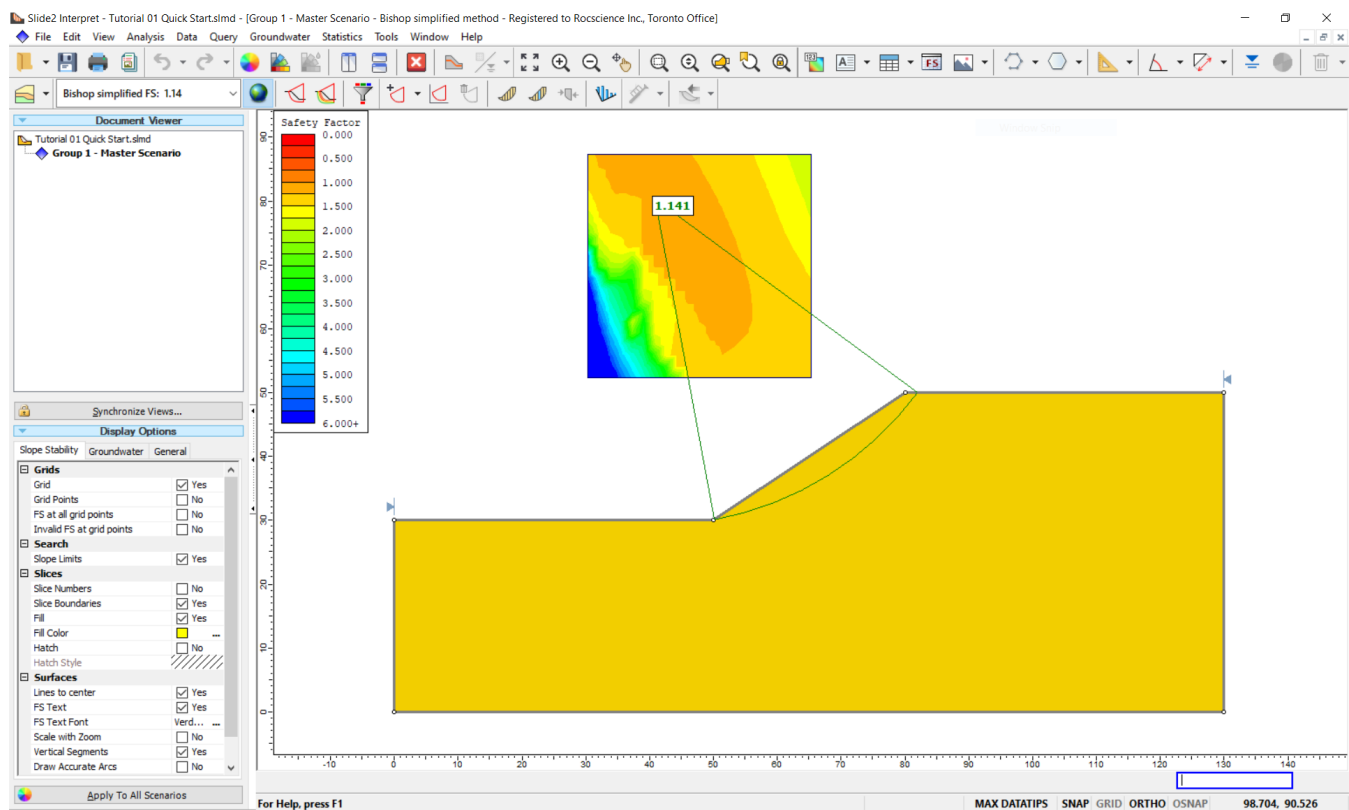 Slide2 Interpret - Tutorial 01 Quick Start.slmd - [Group 1 - Master Scenario - Bishop simplified method - Registered to Rocscience Inc., Toronto Office]
File Edit View Analysis Data Query Groundwater Statistics Tools Window Help
A FS
Bishop simplified FS: 1.14
Document Viewer
Tutorial 01 Quick Start.slmd
Group 1 - Master Scenario
Synchronize Views...
Display Options
Slope Stability Groundwater General
Grids
Grid Yes
Grid Points No
FS at all grid points No
Invalid FS at grid points No
Search
Slope Limits Yes
Slices
Slice Numbers No
Slice Boundaries Yes
Fill Yes
Fill Color ...
Hatch No
Hatch Style
Surfaces
Lines to center Yes
FS Text Yes
FS Text Font Verd... ...
Scale with Zoom No
Vertical Segments Yes
Draw Accurate Arcs No
Apply To All Scenarios
Safety Factor
0.000
0.500
1.000
1.500
2.000
2.500
3.000
3.500
4.000
4.500
5.000
5.500
6.000+
1.141
90
80
70
60
50
40
30
20
10
0
-10 0 10 20 30 40 50 60 70 80 90 100 110 120 130 140
For Help, press F1
MAX DATATIPS SNAP GRID ORTHO OSNAP 98.704, 90.526